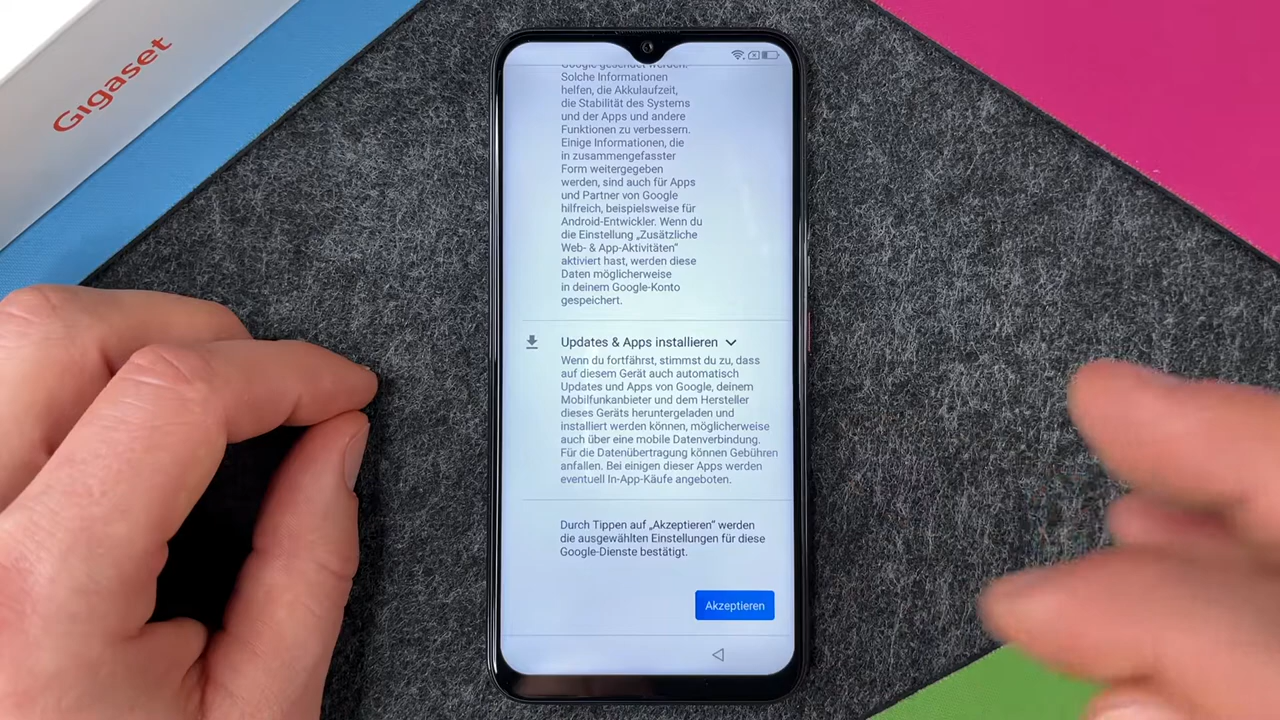 Gigaset
Google gesendet werden.
Solche Informationen
helfen, die Akkulaufzeit,
die Stabilität des Systems
und der Apps und andere
Funktionen zu verbessern.
Einige Informationen, die
in zusammengefasster
Form weitergegeben
werden, sind auch für Apps
und Partner von Google
hilfreich, beispielsweise für
Android-Entwickler. Wenn du
die Einstellung „Zusätzliche
Web- & App-Aktivitäten“
aktiviert hast, werden diese
Daten möglicherweise
in deinem Google-Konto
gespeichert.
Updates & Apps installieren
Wenn du fortfährst, stimmst du zu, dass
auf diesem Gerät auch automatisch
Updates und Apps von Google, deinem
Mobilfunkanbieter und dem Hersteller
dieses Geräts heruntergeladen und
installiert werden können, möglicherweise
auch über eine mobile Datenverbindung.
Für die Datenübertragung können Gebühren
anfallen. Bei einigen dieser Apps werden
eventuell In-App-Käufe angeboten.
Durch Tippen auf „Akzeptieren“ werden
die ausgewählten Einstellungen für diese
Google-Dienste bestätigt.
Akzeptieren